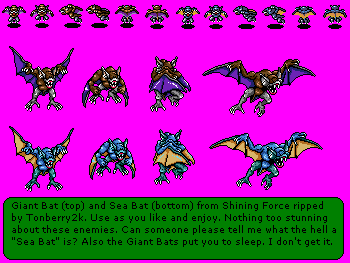 Giant Bat (top) and Sea Bat (bottom) from Shining Force ripped
by Tonberry2k. Use as you like and enjoy. Nothing too stunning
about these enemies. Can someone please tell me what the hell a
"Sea Bat" is? Also the Giant Bats put you to sleep. I don't get it.